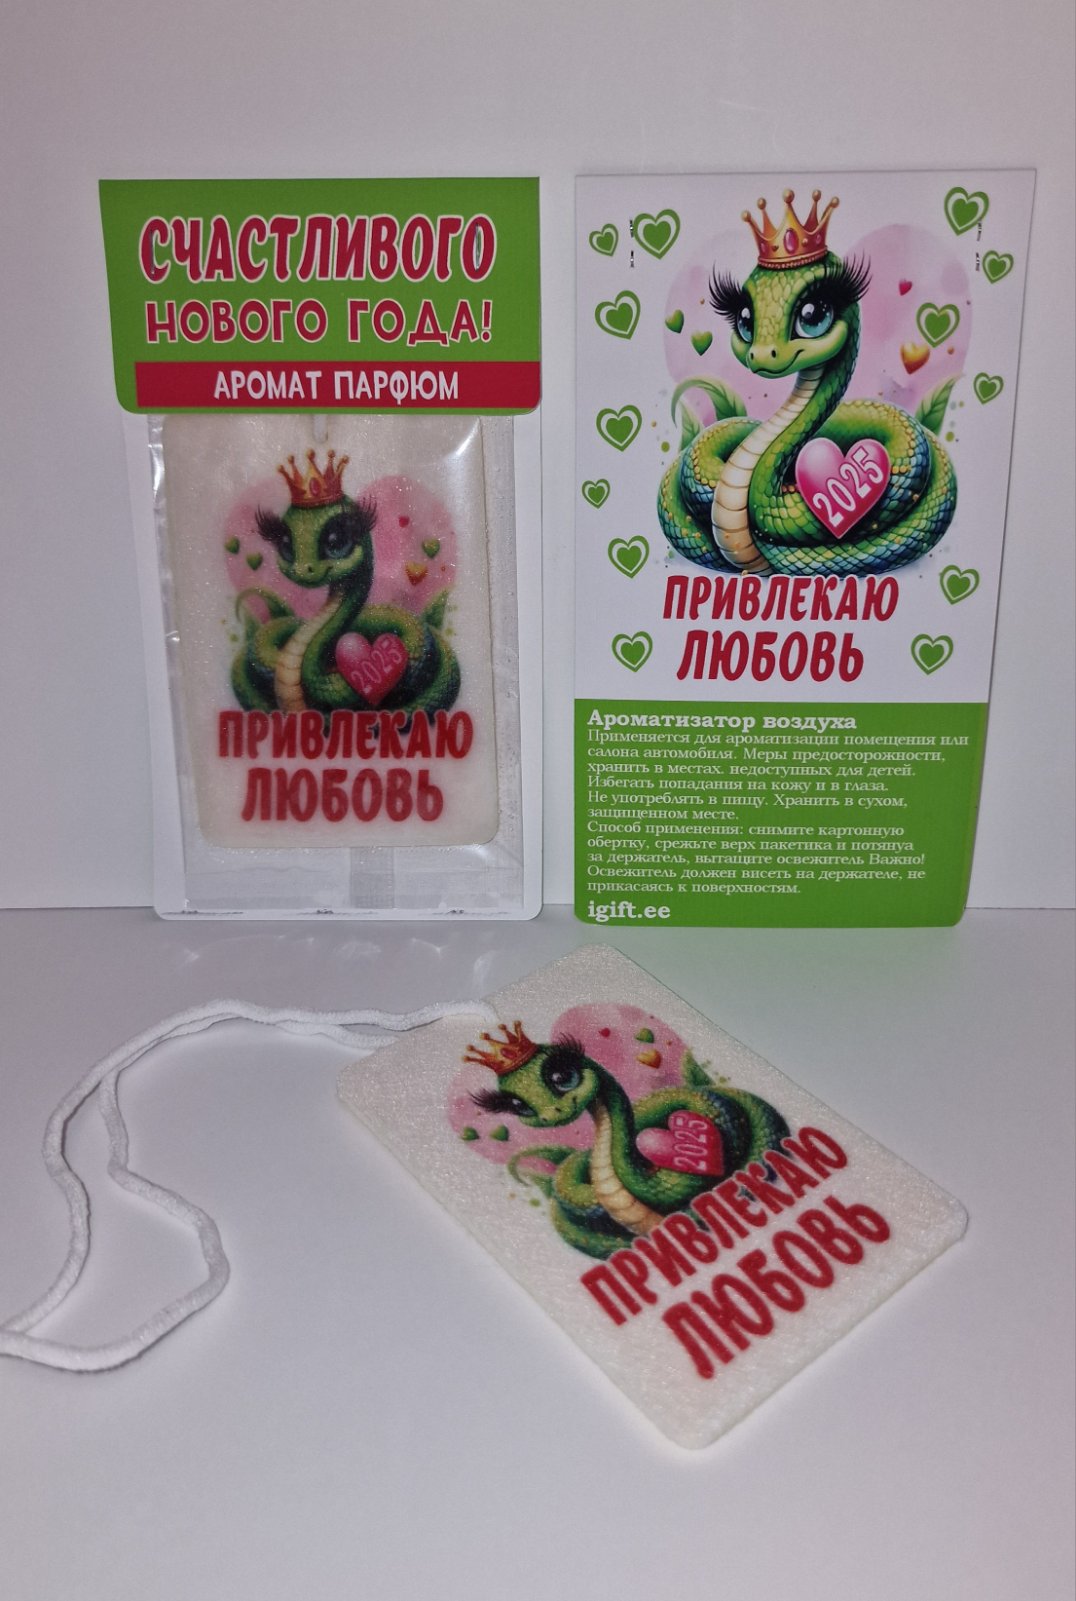 СЧАСТЛИВОГО
НОВОГО ГОДА!
АРОМАТ ПАРФЮМ
2025
ПРИВЛЕКАЮ
ЛЮБОВЬ
2025
ПРИВЛЕКАЮ
ЛЮБОВЬ
Ароматизатор воздуха
Применяется для ароматизации помещения или
салона автомобиля. Меры предосторожности,
хранить в местах. недоступных для детей.
Избегать попадания на кожу и в глаза.
Не употреблять в пищу. Хранить в сухом,
защищенном месте.
Способ применения: снимите картонную
обертку, срежьте верх пакетика и потянуа
за держатель, вытащите освежитель Важно!
Освежитель должен висеть на держателе, не
прикасаясь к поверхностям.
igift.ee
2025
ПРИВЛЕКАЮ
ЛЮБОВЬ